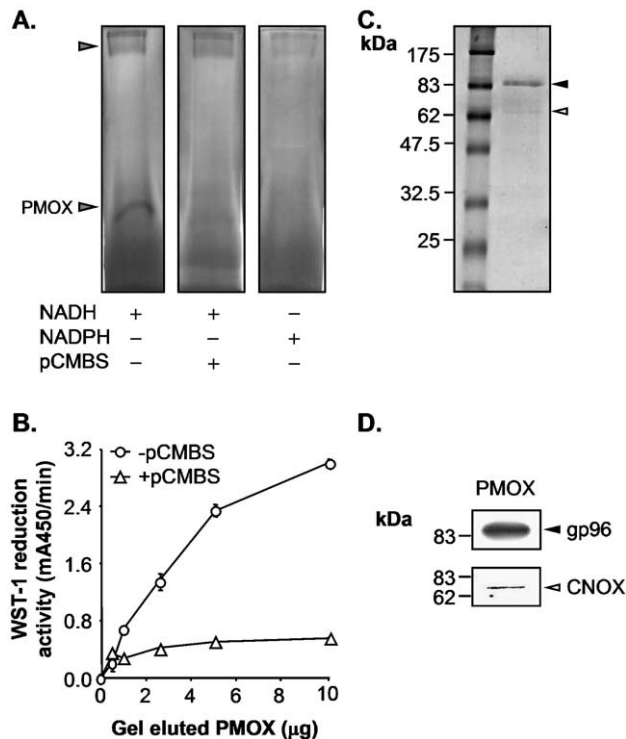 A.
PMOX
NADH + + −
NADPH − − +
pCMBS − + −
B.
-pCMBS
+pCMBS
3.2
2.4
1.6
0.8
0.0
WST-1 reduction
activity (mA450/min)
0 2 4 6 8 10
Gel eluted PMOX (μg)
C.
kDa
175
83
62
47.5
32.5
25
D.
PMOX
kDa
83
gp96
83
62
CNOX